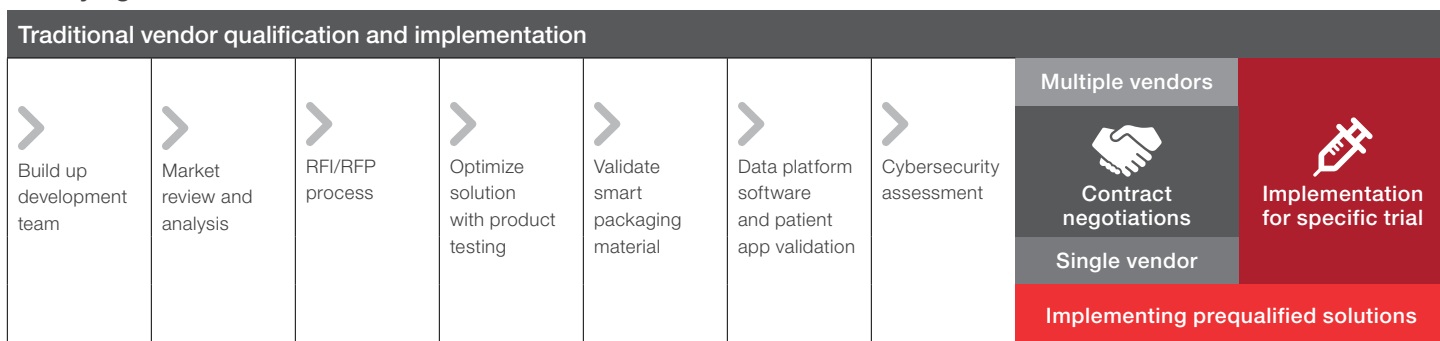 Traditional vendor qualification and implementation
Build up
development
team
Market
review and
analysis
RFI/RFP
process
Optimize
solution
with product
testing
Validate
smart
packaging
material
Data platform
software
and patient
app validation
Cybersecurity
assessment
Multiple vendors
Contract
negotiations
Single vendor
Implementation
for specific trial
Implementing prequalified solutions